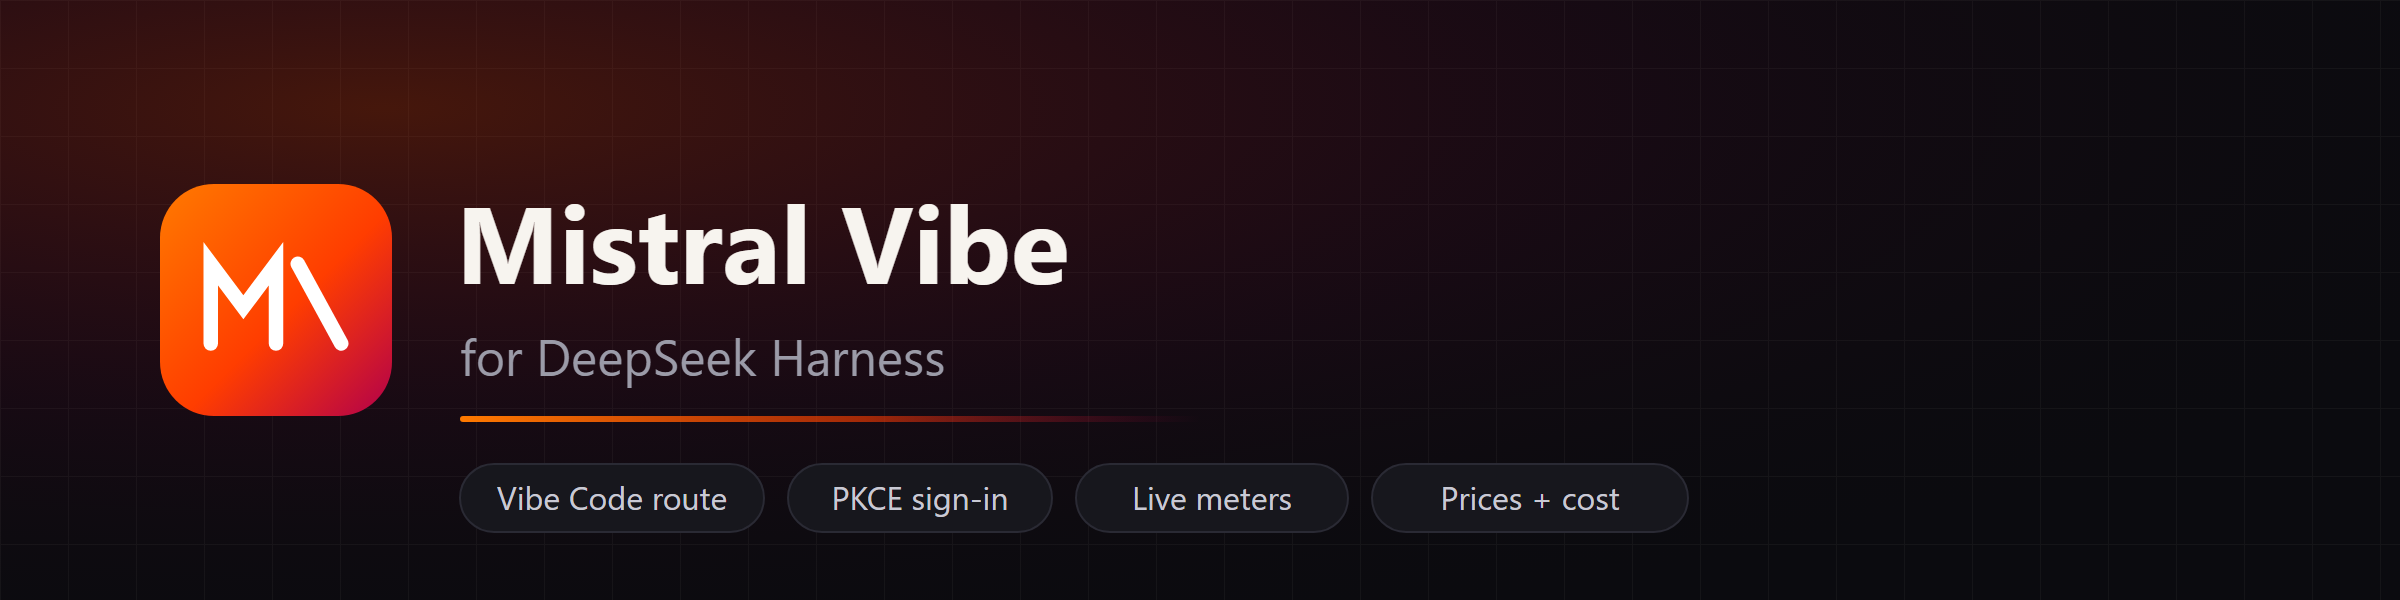 M\
Mistral Vibe
for DeepSeek Harness
Vibe Code route
PKCE sign-in
Live meters
Prices + cost